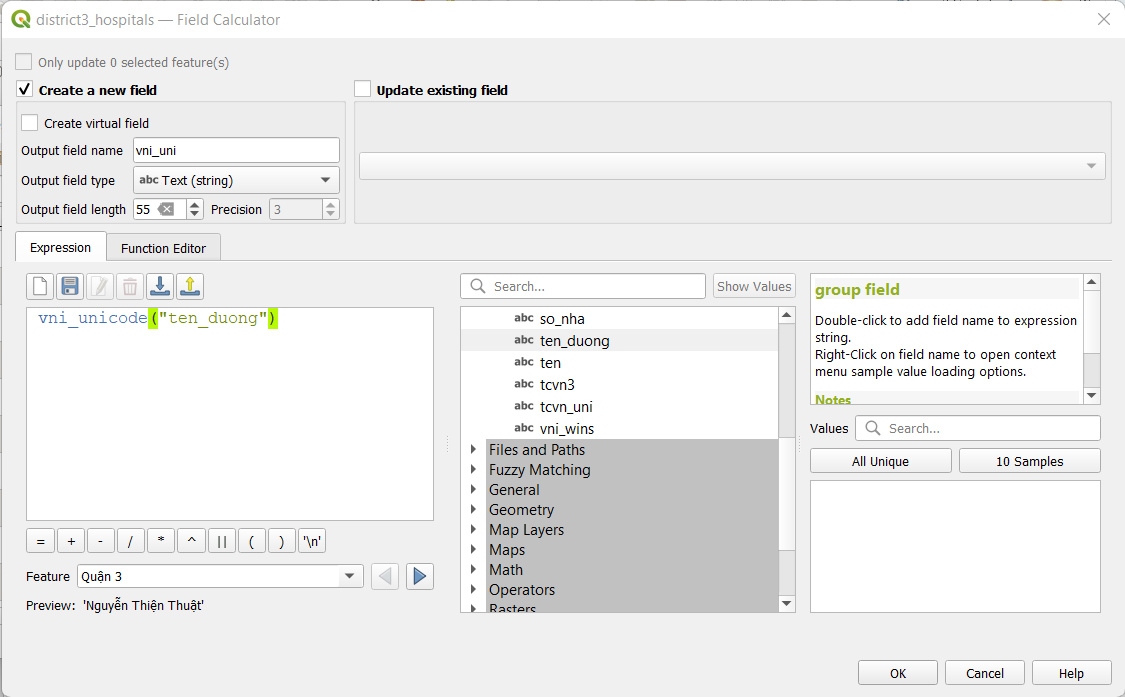 district3_hospitals — Field Calculator
Only update 0 selected feature(s)
Create a new field
Update existing field
Create virtual field
Output field name
vni_uni
Output field type
abc Text (string)
Output field length
55
Precision
3
Expression
Function Editor
Search...
Show Values
vni_unicode("ten_duong")
abc so_nha
abc ten_duong
abc ten
abc tcvn3
abc tcvn_uni
abc vni_wins
Files and Paths
Fuzzy Matching
General
Geometry
Map Layers
Maps
Math
Operators
Rasters
group field
Double-click to add field name to expression
string.
Right-Click on field name to open context
menu sample value loading options.
Notes
Values
Search...
All Unique
10 Samples
= + - / * ^ || ( ) '\n'
Feature
Quận 3
Preview: 'Nguyễn Thiện Thuật'
OK
Cancel
Help